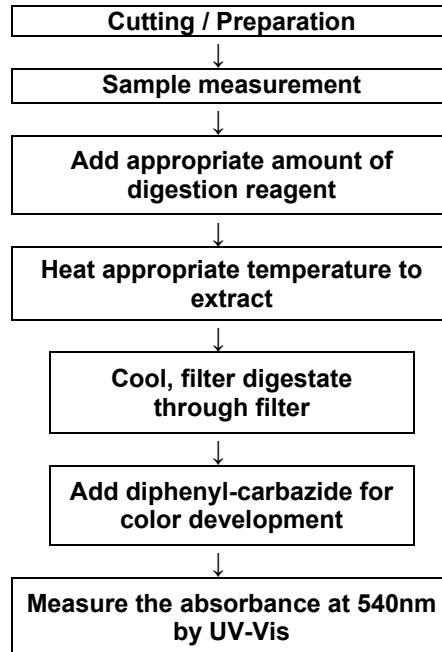 Cutting / Preparation
↓
Sample measurement
↓
Add appropriate amount of
digestion reagent
↓
Heat appropriate temperature to
extract
↓
Cool, filter digestate
through filter
↓
Add diphenyl-carbazide for
color development
↓
Measure the absorbance at 540nm
by UV-Vis